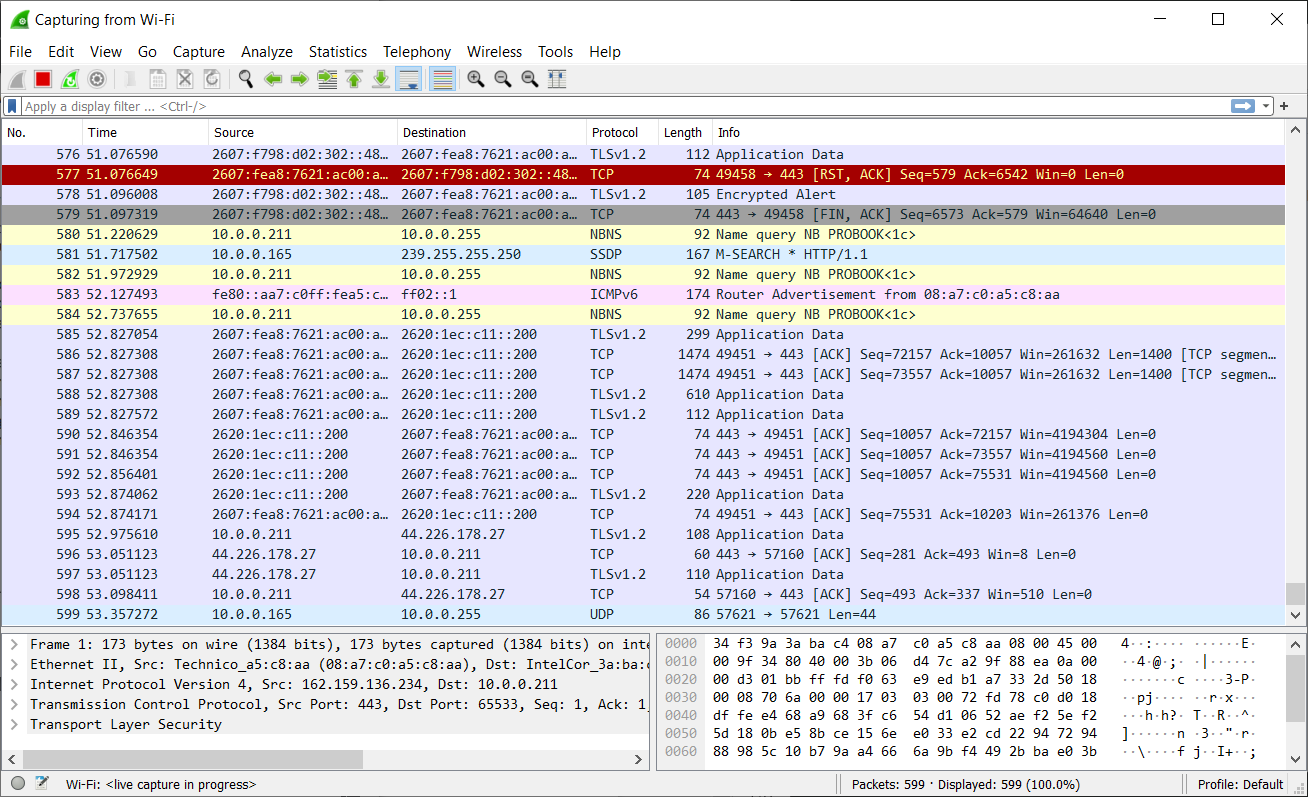 Capturing from Wi-Fi
File Edit View Go Capture Analyze Statistics Telephony Wireless Tools Help
Apply a display filter ... <Ctrl-/>
No. Time Source Destination Protocol Length Info
576 51.076590 2607:f798:d02:302::48… 2607:fea8:7621:ac00:a… TLSv1.2 112 Application Data
577 51.076649 2607:fea8:7621:ac00:a… 2607:f798:d02:302::48… TCP 74 49458 → 443 [RST, ACK] Seq=579 Ack=6542 Win=0 Len=0
578 51.096008 2607:f798:d02:302::48… 2607:fea8:7621:ac00:a… TLSv1.2 105 Encrypted Alert
579 51.097319 2607:f798:d02:302::48… 2607:fea8:7621:ac00:a… TCP 74 443 → 49458 [FIN, ACK] Seq=6573 Ack=579 Win=64640 Len=0
580 51.220629 10.0.0.211 10.0.0.255 NBNS 92 Name query NB PROBOOK<1c>
581 51.717502 10.0.0.165 239.255.255.250 SSDP 167 M-SEARCH * HTTP/1.1
582 51.972929 10.0.0.211 10.0.0.255 NBNS 92 Name query NB PROBOOK<1c>
583 52.127493 fe80::aa7:c0ff:fea5:c… ff02::1 ICMPv6 174 Router Advertisement from 08:a7:c0:a5:c8:aa
584 52.737655 10.0.0.211 10.0.0.255 NBNS 92 Name query NB PROBOOK<1c>
585 52.827054 2607:fea8:7621:ac00:a… 2620:1ec:c11::200 TLSv1.2 299 Application Data
586 52.827308 2607:fea8:7621:ac00:a… 2620:1ec:c11::200 TCP 1474 49451 → 443 [ACK] Seq=72157 Ack=10057 Win=261632 Len=1400 [TCP segmen…
587 52.827308 2607:fea8:7621:ac00:a… 2620:1ec:c11::200 TCP 1474 49451 → 443 [ACK] Seq=73557 Ack=10057 Win=261632 Len=1400 [TCP segmen…
588 52.827308 2607:fea8:7621:ac00:a… 2620:1ec:c11::200 TLSv1.2 610 Application Data
589 52.827572 2607:fea8:7621:ac00:a… 2620:1ec:c11::200 TLSv1.2 112 Application Data
590 52.846354 2620:1ec:c11::200 2607:fea8:7621:ac00:a… TCP 74 443 → 49451 [ACK] Seq=10057 Ack=72157 Win=4194304 Len=0
591 52.846354 2620:1ec:c11::200 2607:fea8:7621:ac00:a… TCP 74 443 → 49451 [ACK] Seq=10057 Ack=73557 Win=4194560 Len=0
592 52.856401 2620:1ec:c11::200 2607:fea8:7621:ac00:a… TCP 74 443 → 49451 [ACK] Seq=10057 Ack=75531 Win=4194560 Len=0
593 52.874062 2620:1ec:c11::200 2607:fea8:7621:ac00:a… TLSv1.2 220 Application Data
594 52.874171 2607:fea8:7621:ac00:a… 2620:1ec:c11::200 TCP 74 49451 → 443 [ACK] Seq=75531 Ack=10203 Win=261376 Len=0
595 52.975610 10.0.0.211 44.226.178.27 TLSv1.2 108 Application Data
596 53.051123 44.226.178.27 10.0.0.211 TCP 60 443 → 57160 [ACK] Seq=281 Ack=493 Win=8 Len=0
597 53.051123 44.226.178.27 10.0.0.211 TLSv1.2 110 Application Data
598 53.098411 10.0.0.211 44.226.178.27 TCP 54 57160 → 443 [ACK] Seq=493 Ack=337 Win=510 Len=0
599 53.357272 10.0.0.165 10.0.0.255 UDP 86 57621 → 57621 Len=44
Frame 1: 173 bytes on wire (1384 bits), 173 bytes captured (1384 bits) on inte
Ethernet II, Src: Technico_a5:c8:aa (08:a7:c0:a5:c8:aa), Dst: IntelCor_3a:ba:c
Internet Protocol Version 4, Src: 162.159.136.234, Dst: 10.0.0.211
Transmission Control Protocol, Src Port: 443, Dst Port: 65533, Seq: 1, Ack: 1,
Transport Layer Security
0000 34 f3 9a 3a ba c4 08 a7 c0 a5 c8 aa 08 00 45 00 4··:···· ······E·
0010 00 9f 34 80 40 00 3b 06 d4 7c a2 9f 88 ea 0a 00 ··4·@·;· ·|······
0020 00 d3 01 bb ff fd f0 63 e9 ed b1 a7 33 2d 50 18 ·······c ····3-P·
0030 00 08 70 6a 00 00 17 03 03 00 72 fd 78 c0 d0 18 ··pj···· ··r·x···
0040 df fe e4 68 a9 68 3f c6 54 d1 06 52 ae f2 5e f2 ···h·h?· T··R··^·
0050 5d 18 0b e5 8b ce 15 6e e0 33 e2 cd 22 94 72 94 ]······n ·3··"·r·
0060 88 98 5c 10 b7 9a a4 66 6a 9b f4 49 2b ba e0 3b ··\····f j··I+··;
Wi-Fi: <live capture in progress>
Packets: 599 · Displayed: 599 (100.0%)
Profile: Default